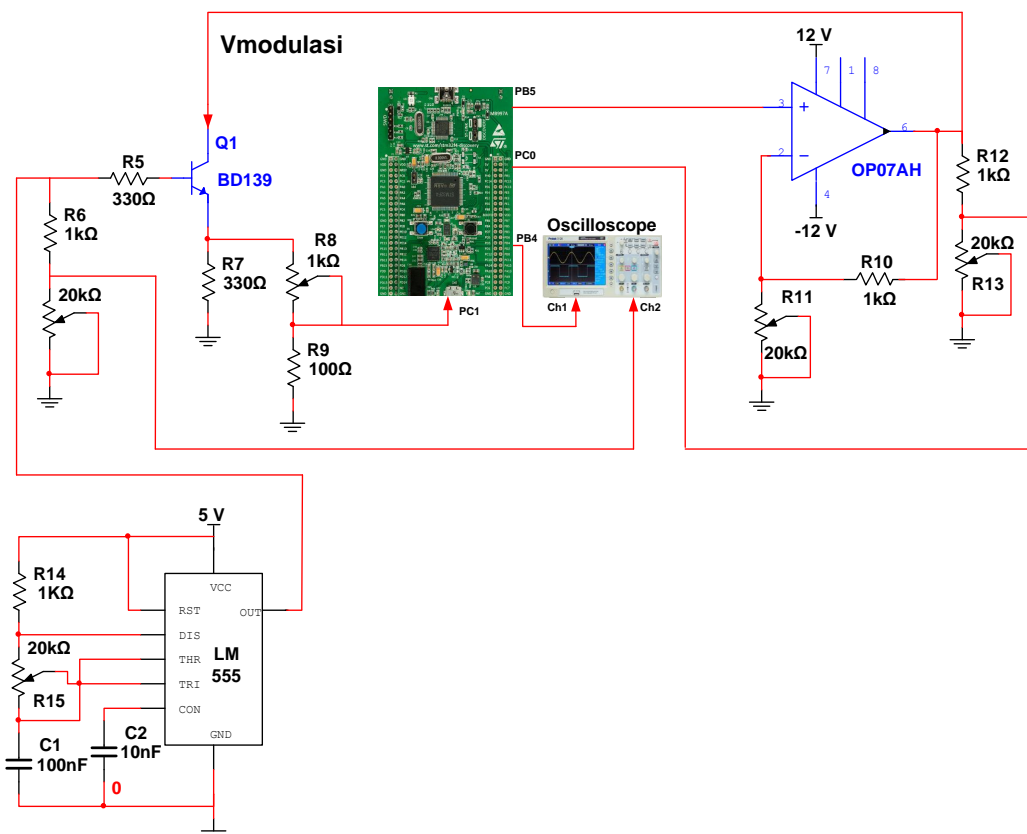 Vmodulasi
12 V
7
1
8
3
2
6
4
OP07AH
-12 V
Q1
BD139
R5
330Ω
R6
1kΩ
20kΩ
R7
330Ω
R8
1kΩ
R9
100Ω
PB5
PC0
PB4
PC1
Oscilloscope
Ch1
Ch2
R12
1kΩ
20kΩ
R13
R10
1kΩ
R11
20kΩ
5 V
R14
1KΩ
20kΩ
R15
C1
100nF
C2
10nF
0
VCC
RST
OUT
DIS
THR
LM
555
TRI
CON
GND